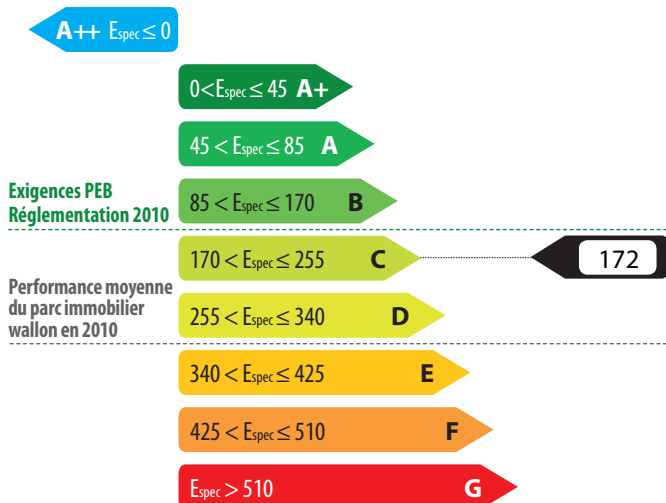 A++ Espec ≤ 0
0<Espec ≤ 45 A+
45 < Espec ≤ 85 A
Exigences PEB
Réglementation 2010
85 < Espec ≤ 170 B
170 < Espec ≤ 255 C
172
Performance moyenne
du parc immobilier
wallon en 2010
255 < Espec ≤ 340 D
340 < Espec ≤ 425 E
425 < Espec ≤ 510 F
Espec > 510 G